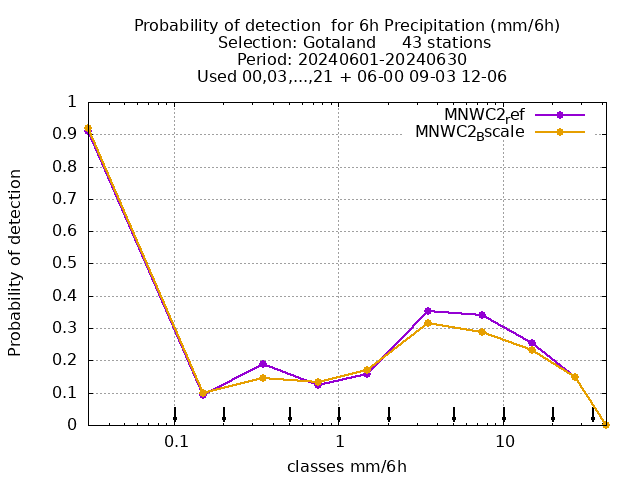 Probability of detection  for 6h Precipitation (mm/6h)
Selection: Gotaland     43 stations
Period: 20240601-20240630
Used 00,03,...,21 + 06-00 09-03 12-06
MNWC2ref
MNWC2Bscale
1
0.9
0.8
0.7
0.6
0.5
0.4
0.3
0.2
0.1
0
Probability of detection
0.1 1 10
classes mm/6h